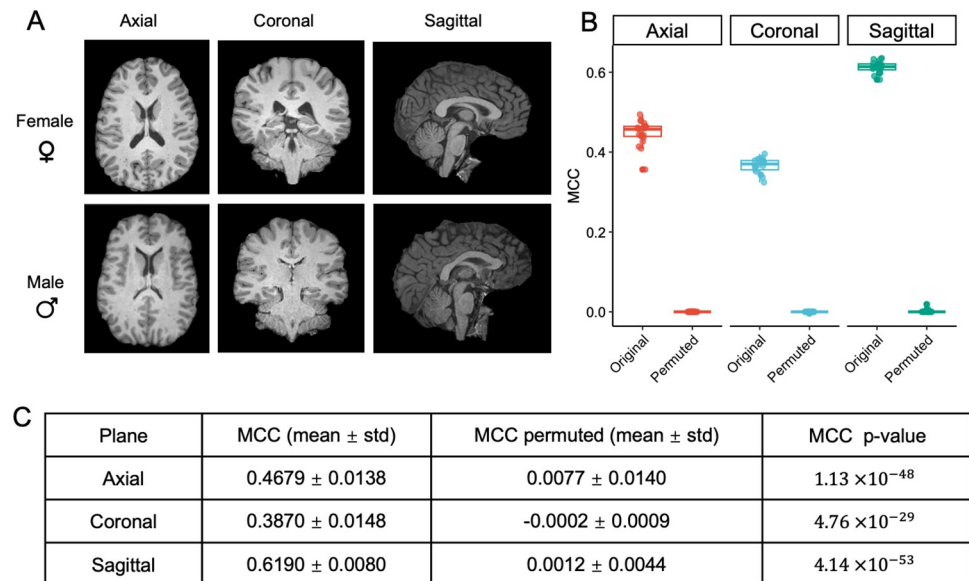 A
Axial Coronal Sagittal
Female
♀
Male
♂
B
Axial Coronal Sagittal
MCC
0.6
0.4
0.2
0.0
Original Permuted Original Permuted Original Permuted
C
Plane MCC (mean ± std) MCC permuted (mean ± std) MCC p-value
Axial 0.4679 ± 0.0138 0.0077 ± 0.0140 1.13 ×10⁻⁴⁸
Coronal 0.3870 ± 0.0148 -0.0002 ± 0.0009 4.76 ×10⁻²⁹
Sagittal 0.6190 ± 0.0080 0.0012 ± 0.0044 4.14 ×10⁻⁵³